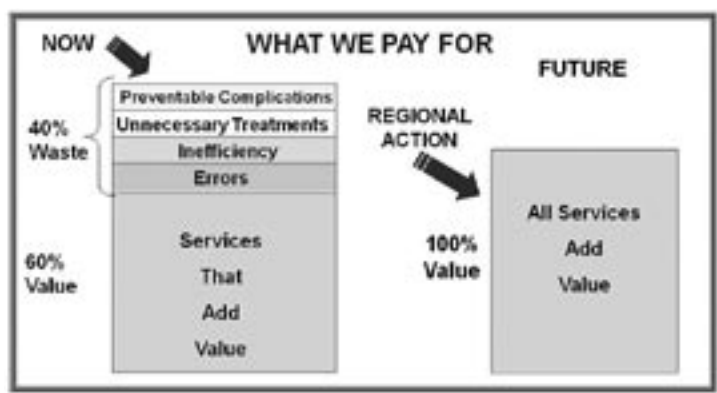 WHAT WE PAY FOR
NOW
Preventable Complications
Unnecessary Treatments
Inefficiency
Errors
40%
Waste
Services
That
Add
Value
60%
Value
FUTURE
REGIONAL
ACTION
All Services
Add
Value
100%
Value